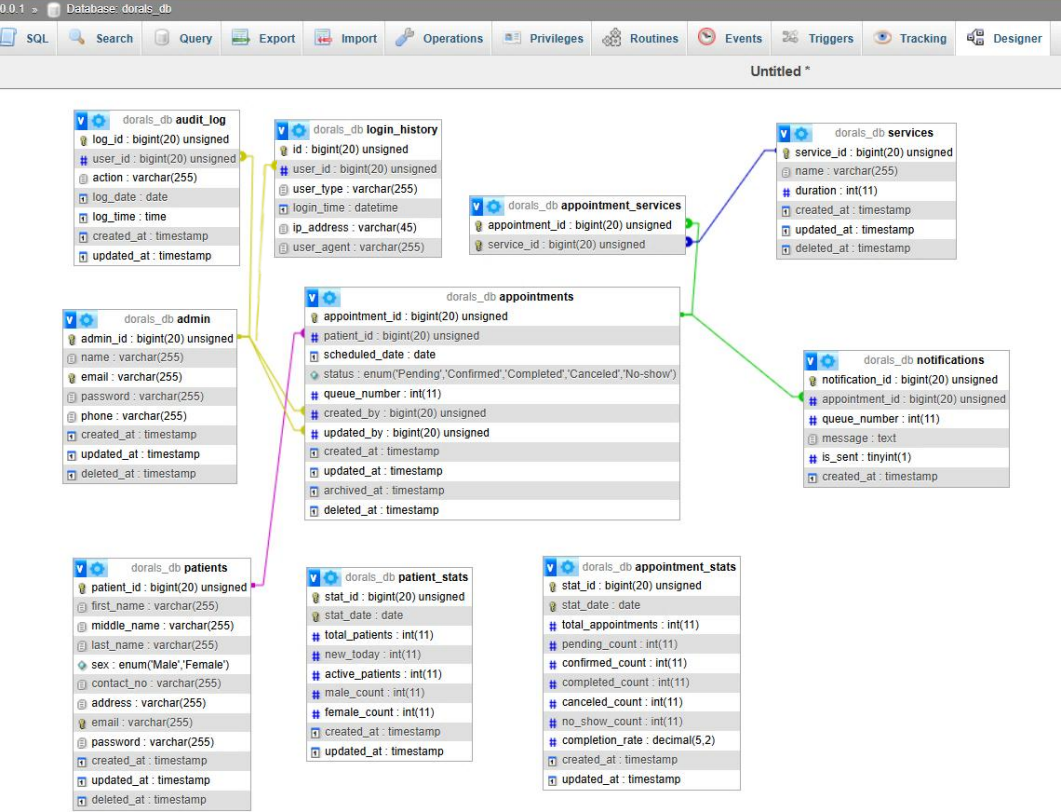 0.0.1 » Database: dorals_db
SQL Search Query Export Import Operations Privileges Routines Events Triggers Tracking Designer
Untitled *
dorals_db audit_log
log_id : bigint(20) unsigned
user_id : bigint(20) unsigned
action : varchar(255)
log_date : date
log_time : time
created_at : timestamp
updated_at : timestamp
dorals_db login_history
id : bigint(20) unsigned
user_id : bigint(20) unsigned
user_type : varchar(255)
login_time : datetime
ip_address : varchar(45)
user_agent : varchar(255)
dorals_db appointment_services
appointment_id : bigint(20) unsigned
service_id : bigint(20) unsigned
dorals_db services
service_id : bigint(20) unsigned
name : varchar(255)
duration : int(11)
created_at : timestamp
updated_at : timestamp
deleted_at : timestamp
dorals_db admin
admin_id : bigint(20) unsigned
name : varchar(255)
email : varchar(255)
password : varchar(255)
phone : varchar(255)
created_at : timestamp
updated_at : timestamp
deleted_at : timestamp
dorals_db appointments
appointment_id : bigint(20) unsigned
patient_id : bigint(20) unsigned
scheduled_date : date
status : enum('Pending','Confirmed','Completed','Canceled','No-show')
queue_number : int(11)
created_by : bigint(20) unsigned
updated_by : bigint(20) unsigned
created_at : timestamp
updated_at : timestamp
archived_at : timestamp
deleted_at : timestamp
dorals_db notifications
notification_id : bigint(20) unsigned
appointment_id : bigint(20) unsigned
queue_number : int(11)
message : text
is_sent : tinyint(1)
created_at : timestamp
dorals_db patients
patient_id : bigint(20) unsigned
first_name : varchar(255)
middle_name : varchar(255)
last_name : varchar(255)
sex : enum('Male','Female')
contact_no : varchar(255)
address : varchar(255)
email : varchar(255)
password : varchar(255)
created_at : timestamp
updated_at : timestamp
deleted_at : timestamp
dorals_db patient_stats
stat_id : bigint(20) unsigned
stat_date : date
total_patients : int(11)
new_today : int(11)
active_patients : int(11)
male_count : int(11)
female_count : int(11)
created_at : timestamp
updated_at : timestamp
dorals_db appointment_stats
stat_id : bigint(20) unsigned
stat_date : date
total_appointments : int(11)
pending_count : int(11)
confirmed_count : int(11)
completed_count : int(11)
canceled_count : int(11)
no_show_count : int(11)
completion_rate : decimal(5,2)
created_at : timestamp
updated_at : timestamp